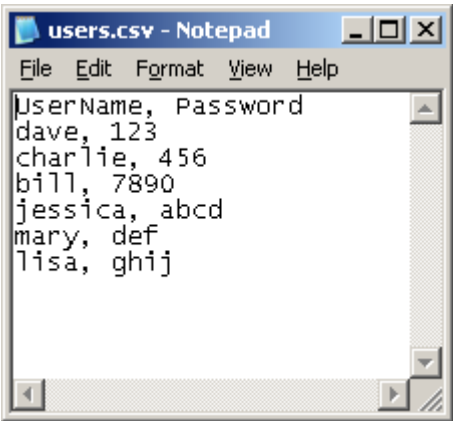 users.csv - Notepad
File Edit Format View Help
UserName, Password
dave, 123
charlie, 456
bill, 7890
jessica, abcd
mary, def
lisa, ghij